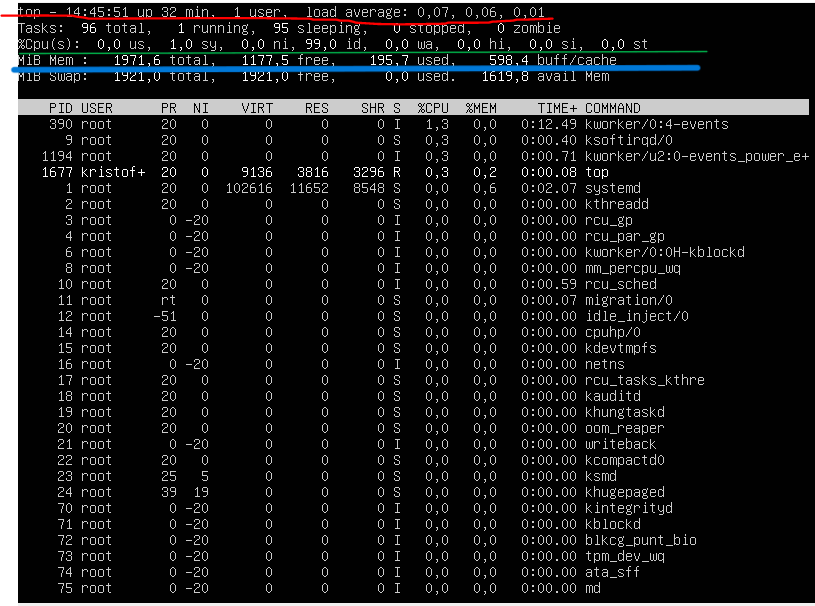 top - 14:45:51 up 32 min,  1 user,  load average: 0,07, 0,06, 0,01
Tasks:  96 total,   1 running,  95 sleeping,   0 stopped,   0 zombie
%Cpu(s):  0,0 us,  1,0 sy,  0,0 ni, 99,0 id,  0,0 wa,  0,0 hi,  0,0 si,  0,0 st
MiB Mem :   1971,6 total,   1177,5 free,    195,7 used,    598,4 buff/cache
MiB Swap:   1921,0 total,   1921,0 free,      0,0 used.   1619,8 avail Mem
PID USER PR NI VIRT RES SHR S %CPU %MEM TIME+ COMMAND
390 root 20 0 0 0 0 I 1,3 0,0 0:12.49 kworker/0:4-events
9 root 20 0 0 0 0 S 0,3 0,0 0:00.40 ksoftirqd/0
1194 root 20 0 0 0 0 I 0,3 0,0 0:00.71 kworker/u2:0-events_power_e+
1677 kristof+ 20 0 9136 3816 3296 R 0,3 0,2 0:00.08 top
1 root 20 0 102616 11652 8548 S 0,0 0,6 0:02.07 systemd
2 root 20 0 0 0 0 S 0,0 0,0 0:00.00 kthreadd
3 root 0 -20 0 0 0 I 0,0 0,0 0:00.00 rcu_gp
4 root 0 -20 0 0 0 I 0,0 0,0 0:00.00 rcu_par_gp
6 root 0 -20 0 0 0 I 0,0 0,0 0:00.00 kworker/0:0H-kblockd
8 root 0 -20 0 0 0 I 0,0 0,0 0:00.00 mm_percpu_wq
10 root 20 0 0 0 0 I 0,0 0,0 0:00.59 rcu_sched
11 root rt 0 0 0 0 S 0,0 0,0 0:00.07 migration/0
12 root -51 0 0 0 0 S 0,0 0,0 0:00.00 idle_inject/0
14 root 20 0 0 0 0 S 0,0 0,0 0:00.00 cpuhp/0
15 root 20 0 0 0 0 S 0,0 0,0 0:00.00 kdevtmpfs
16 root 0 -20 0 0 0 I 0,0 0,0 0:00.00 netns
17 root 20 0 0 0 0 S 0,0 0,0 0:00.00 rcu_tasks_kthre
18 root 20 0 0 0 0 S 0,0 0,0 0:00.00 kauditd
19 root 20 0 0 0 0 S 0,0 0,0 0:00.00 khungtaskd
20 root 20 0 0 0 0 S 0,0 0,0 0:00.00 oom_reaper
21 root 0 -20 0 0 0 I 0,0 0,0 0:00.00 writeback
22 root 20 0 0 0 0 S 0,0 0,0 0:00.00 kcompactd0
23 root 25 5 0 0 0 S 0,0 0,0 0:00.00 ksmd
24 root 39 19 0 0 0 S 0,0 0,0 0:00.00 khugepaged
70 root 0 -20 0 0 0 I 0,0 0,0 0:00.00 kintegrityd
71 root 0 -20 0 0 0 I 0,0 0,0 0:00.00 kblockd
72 root 0 -20 0 0 0 I 0,0 0,0 0:00.00 blkcg_punt_bio
73 root 0 -20 0 0 0 I 0,0 0,0 0:00.00 tpm_dev_wq
74 root 0 -20 0 0 0 I 0,0 0,0 0:00.00 ata_sff
75 root 0 -20 0 0 0 I 0,0 0,0 0:00.00 md